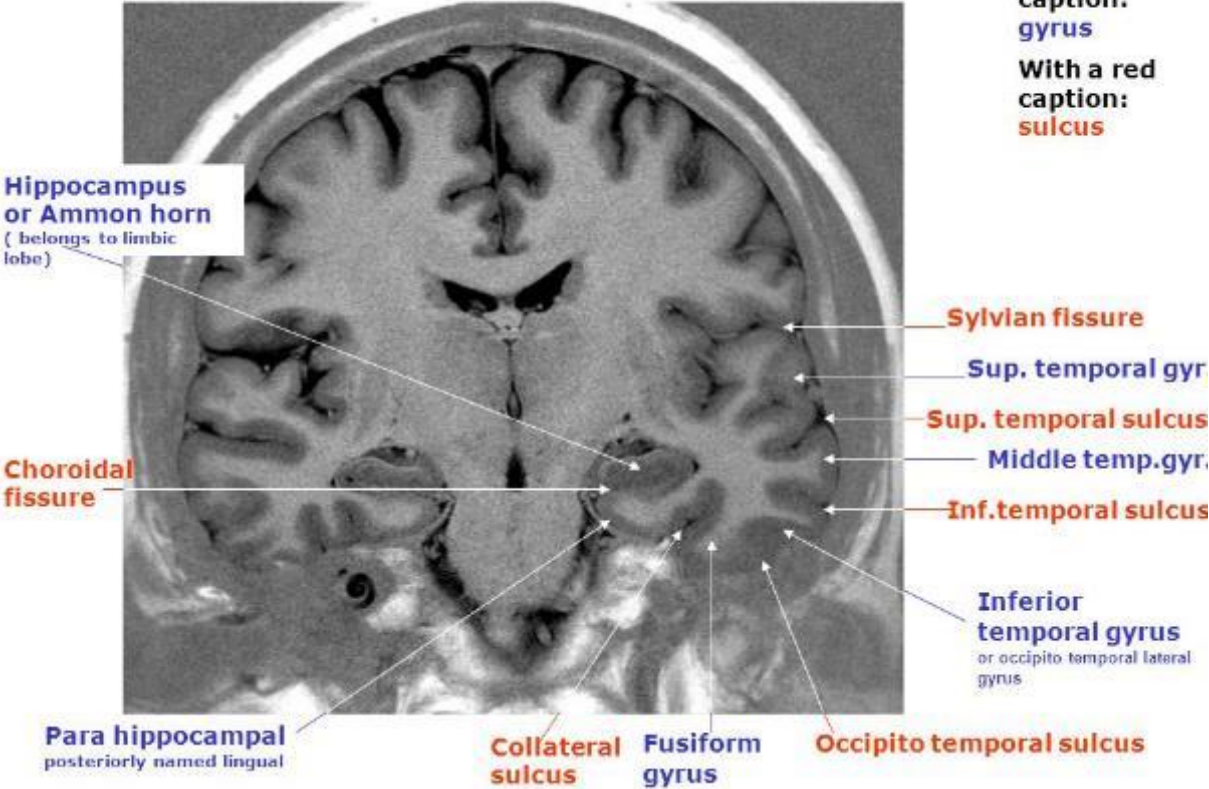 caption:
gyrus
With a red
caption:
sulcus
Hippocampus
or Ammon horn
( belongs to limbic
lobe)
Sylvian fissure
Sup. temporal gyr.
Sup. temporal sulcus
Middle temp.gyr.
Choroidal
fissure
Inf.temporal sulcus
Inferior
temporal gyrus
or occipito temporal lateral
gyrus
Para hippocampal
posteriorly named lingual
Collateral
sulcus
Fusiform
gyrus
Occipito temporal sulcus